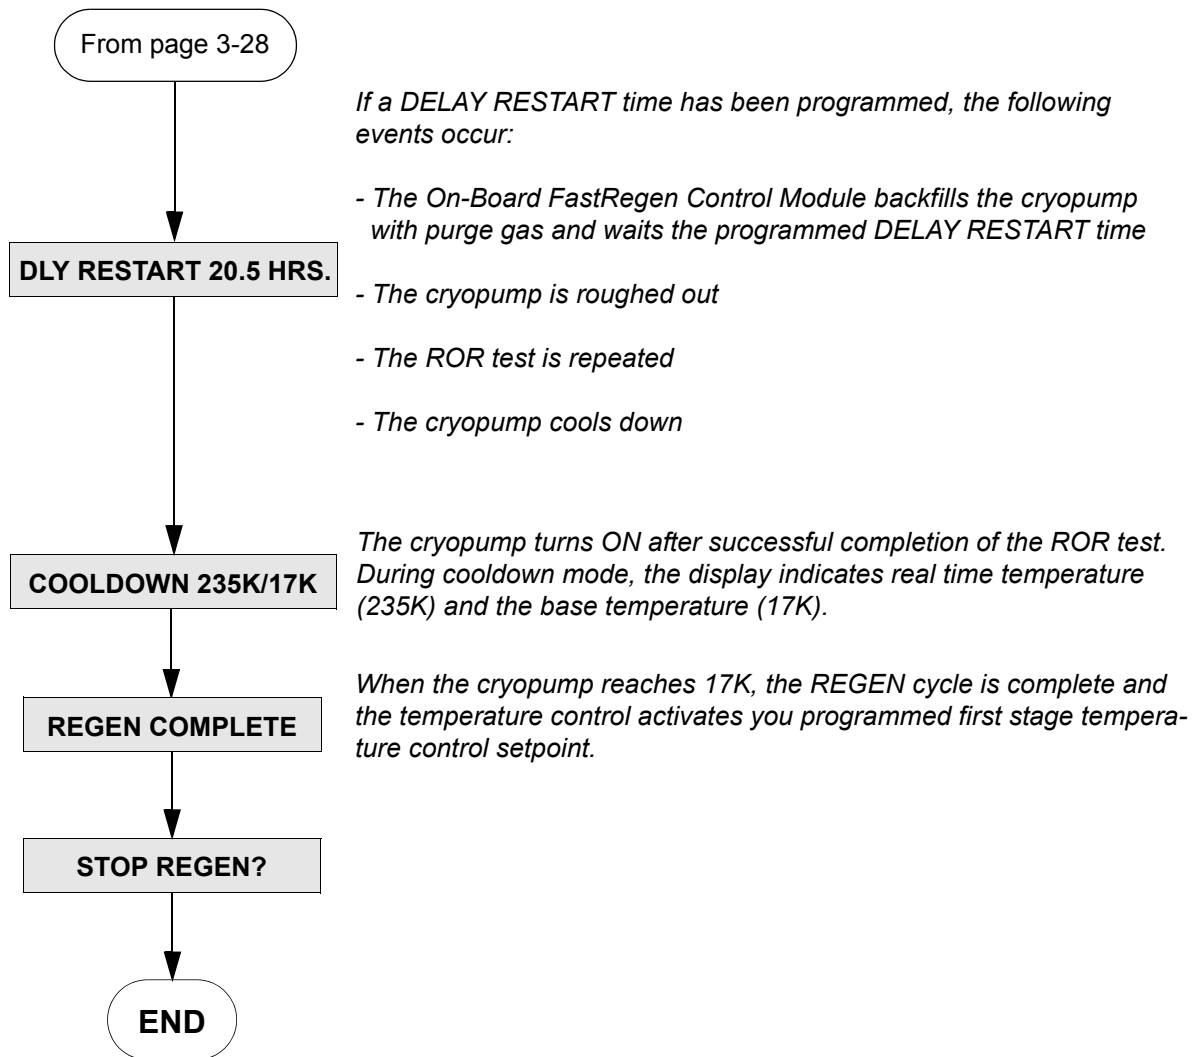 From page 3-28
If a DELAY RESTART time has been programmed, the following
events occur:
- The On-Board FastRegen Control Module backfills the cryopump
with purge gas and waits the programmed DELAY RESTART time
DLY RESTART 20.5 HRS.
- The cryopump is roughed out
- The ROR test is repeated
- The cryopump cools down
The cryopump turns ON after successful completion of the ROR test.
During cooldown mode, the display indicates real time temperature
(235K) and the base temperature (17K).
COOLDOWN 235K/17K
When the cryopump reaches 17K, the REGEN cycle is complete and
the temperature control activates you programmed first stage tempera-
ture control setpoint.
REGEN COMPLETE
STOP REGEN?
END